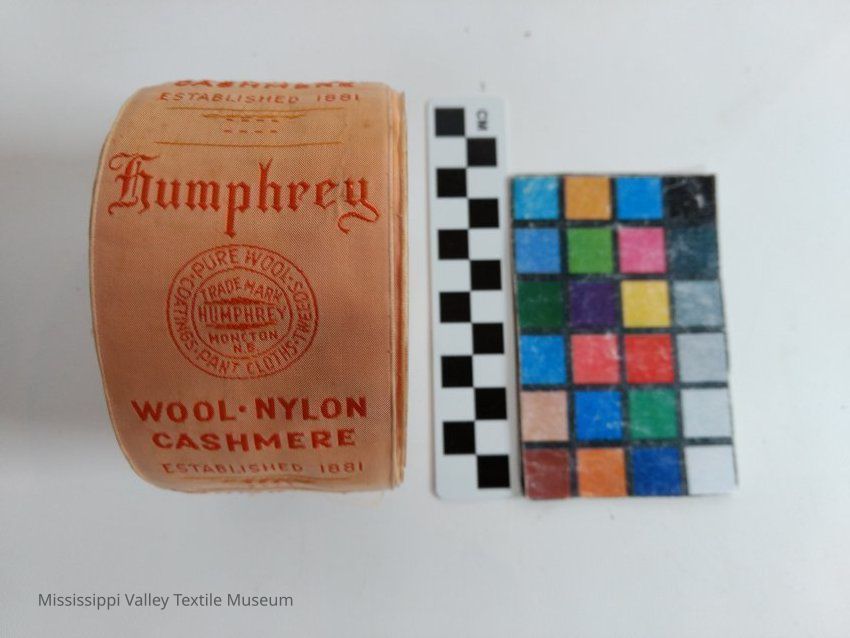 CASHMERE
ESTABLISHED 1881
Humphrey
PURE WOOL
COATINGS · TWEEDS
TRADE MARK
HUMPHREY
MONCTON
N.B.
PANT CLOTHS
WOOL · NYLON
CASHMERE
ESTABLISHED 1881
CM
Mississippi Valley Textile Museum